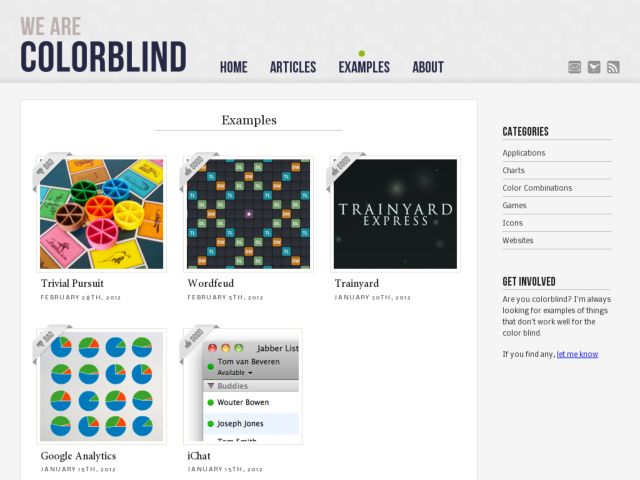 WE ARE
COLORBLIND
HOME ARTICLES EXAMPLES ABOUT
Examples
BAD
GOOD
GOOD
TRAINYARD
EXPRESS
Trivial Pursuit
FEBRUARY 28TH, 2012
Wordfeud
FEBRUARY 5TH, 2012
Trainyard
JANUARY 30TH, 2012
BAD
GOOD
Jabber List
Tom van Beveren
Available
Buddies
Wouter Bowen
Joseph Jones
Tom Smith
Google Analytics
JANUARY 15TH, 2012
iChat
JANUARY 15TH, 2012
CATEGORIES
Applications
Charts
Color Combinations
Games
Icons
Websites
GET INVOLVED
Are you colorblind? I'm always
looking for examples of things
that don't work well for the
color blind.
If you find any, let me know.